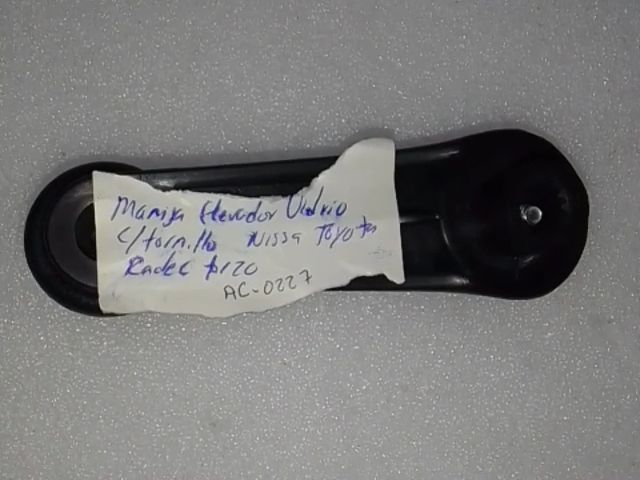 Manija Elevador Vidrio
c/tornillo Nissa Toyota
Radec $120
AC-0227